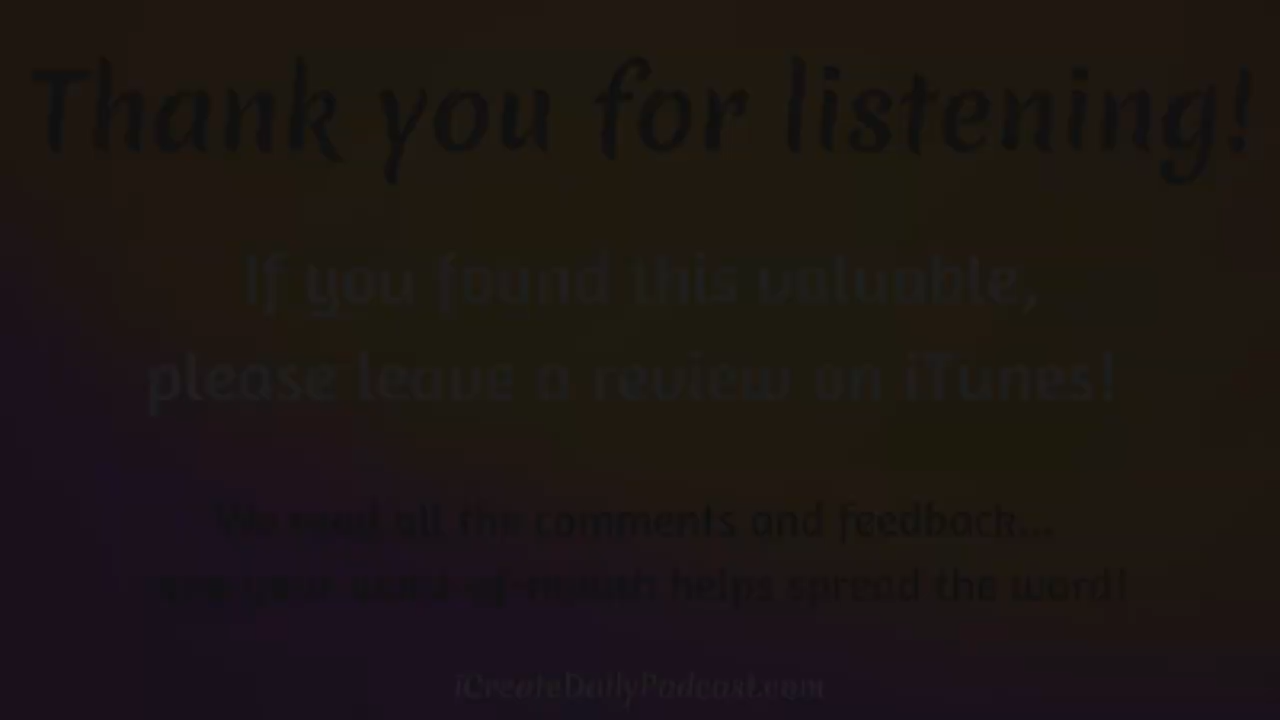 Thank you for listening!
If you found this valuable,
please leave a review on iTunes!
We read all the comments and feedback...
and your word-of-mouth helps spread the word!
iCreateDailyPodcast.com